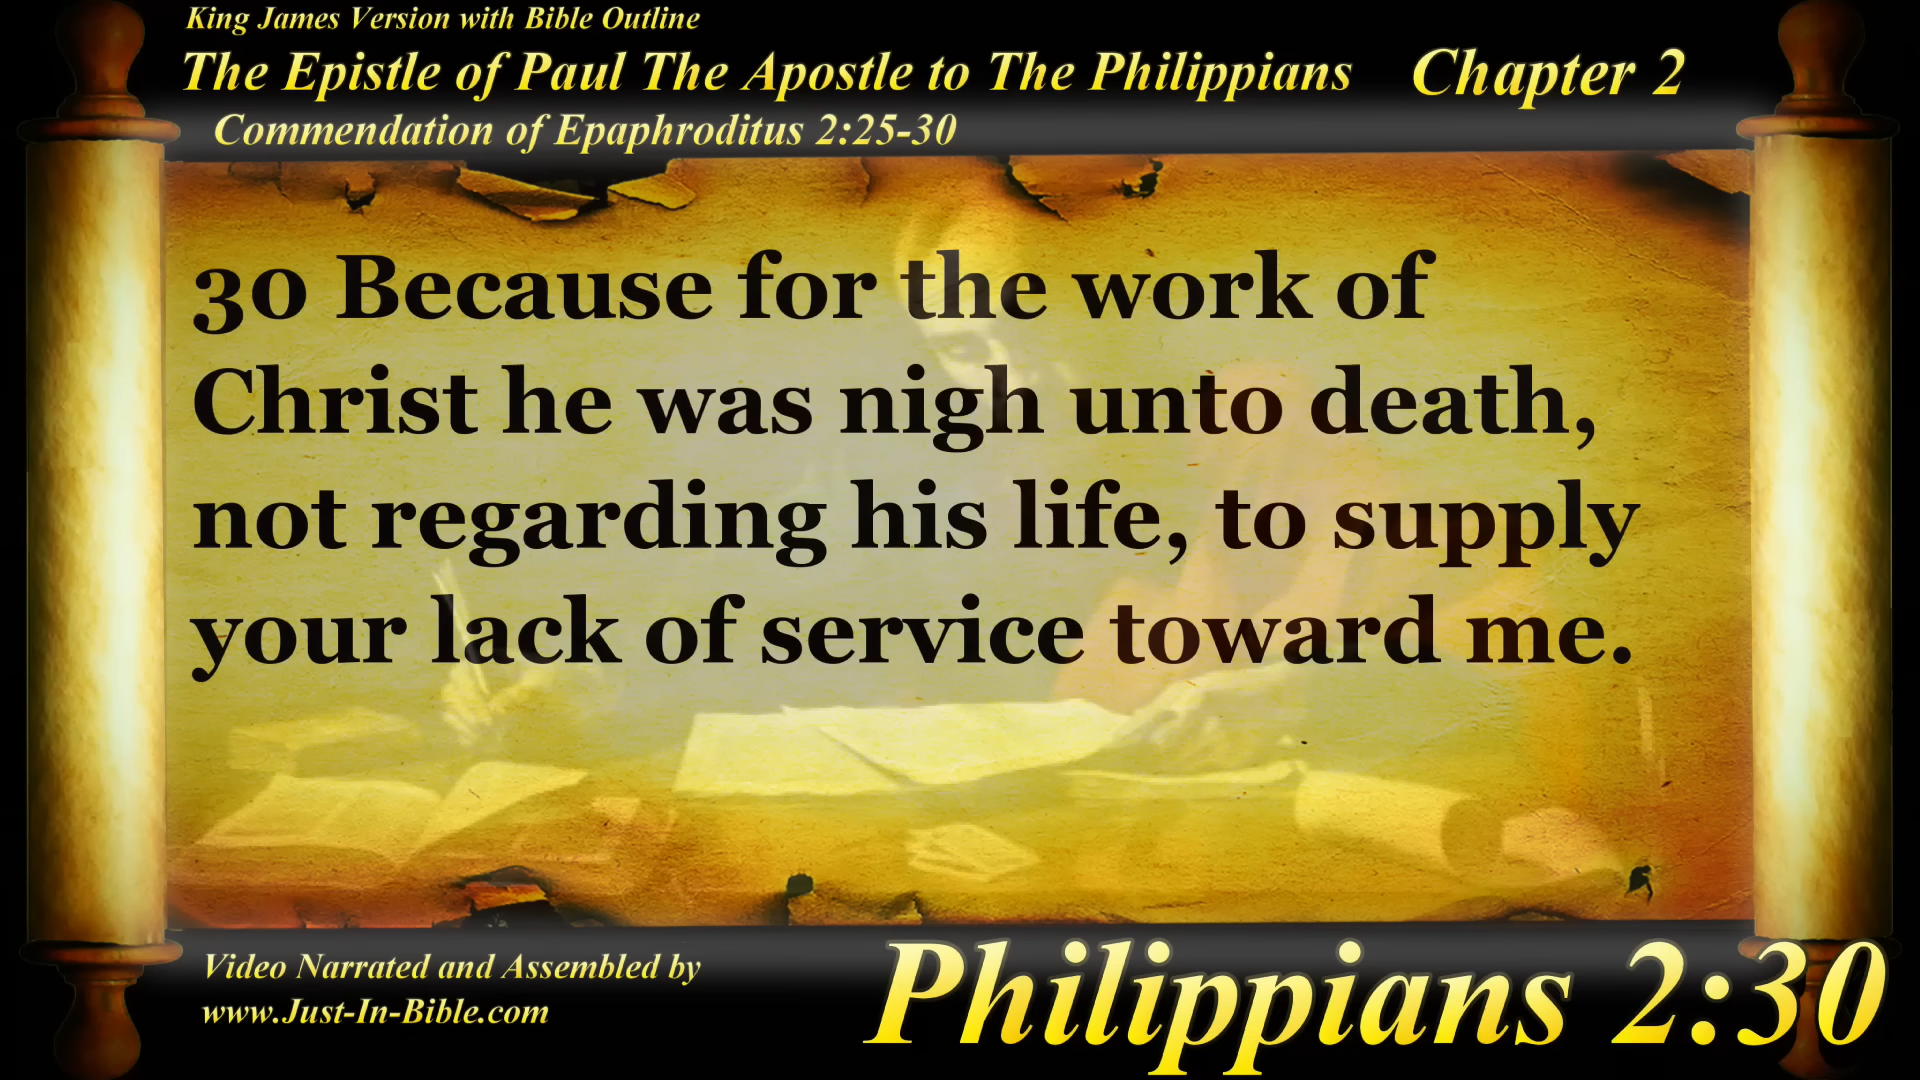 King James Version with Bible Outline
The Epistle of Paul The Apostle to The Philippians Chapter 2
Commendation of Epaphroditus 2:25-30
30 Because for the work of
Christ he was nigh unto death,
not regarding his life, to supply
your lack of service toward me.
Video Narrated and Assembled by
www.Just-In-Bible.com
Philippians 2:30